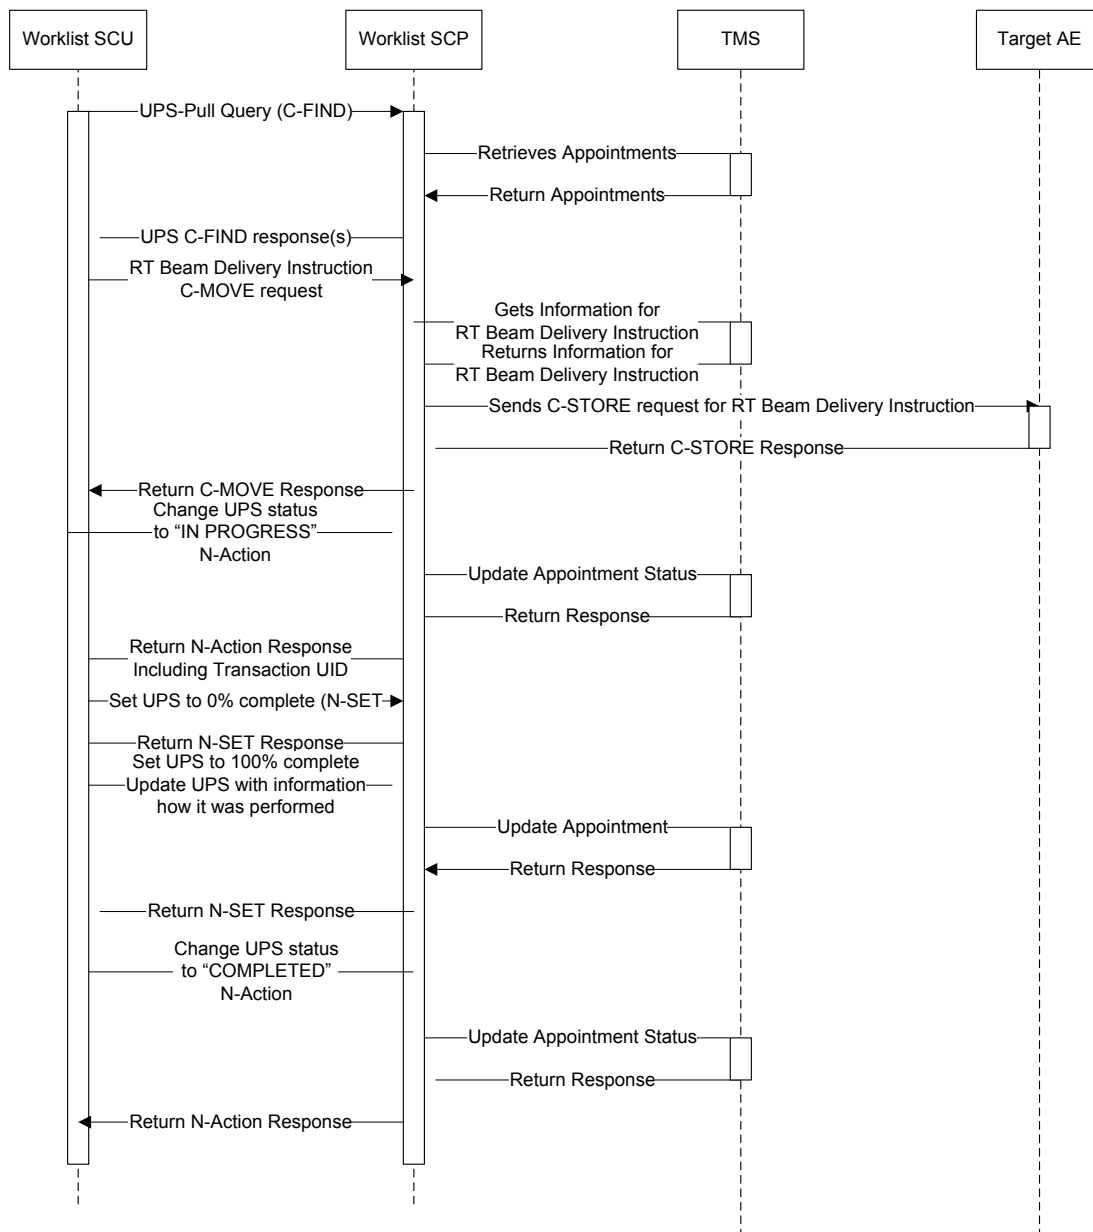 Worklist SCU
Worklist SCP
TMS
Target AE
UPS-Pull Query (C-FIND)
Retrieves Appointments
Return Appointments
UPS C-FIND response(s)
RT Beam Delivery Instruction
C-MOVE request
Gets Information for
RT Beam Delivery Instruction
Returns Information for
RT Beam Delivery Instruction
Sends C-STORE request for RT Beam Delivery Instruction
Return C-STORE Response
Return C-MOVE Response
Change UPS status
to “IN PROGRESS”
N-Action
Update Appointment Status
Return Response
Return N-Action Response
Including Transaction UID
Set UPS to 0% complete (N-SET
Return N-SET Response
Set UPS to 100% complete
Update UPS with information
how it was performed
Update Appointment
Return Response
Return N-SET Response
Change UPS status
to “COMPLETED”
N-Action
Update Appointment Status
Return Response
Return N-Action Response